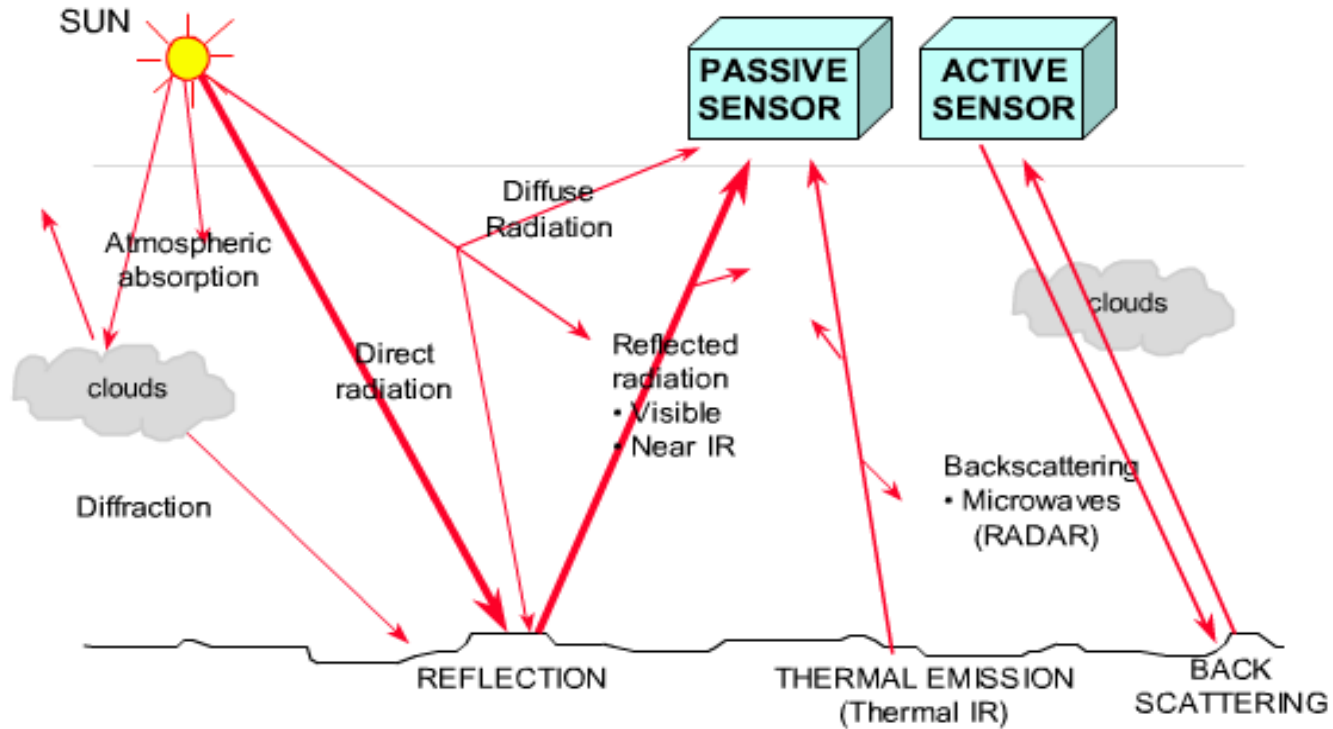 SUN
PASSIVE
SENSOR
ACTIVE
SENSOR
Diffuse
Radiation
Atmospheric
absorption
clouds
clouds
Direct
radiation
Reflected
radiation
• Visible
• Near IR
Backscattering
• Microwaves
(RADAR)
Diffraction
REFLECTION
THERMAL EMISSION
(Thermal IR)
BACK
SCATTERING